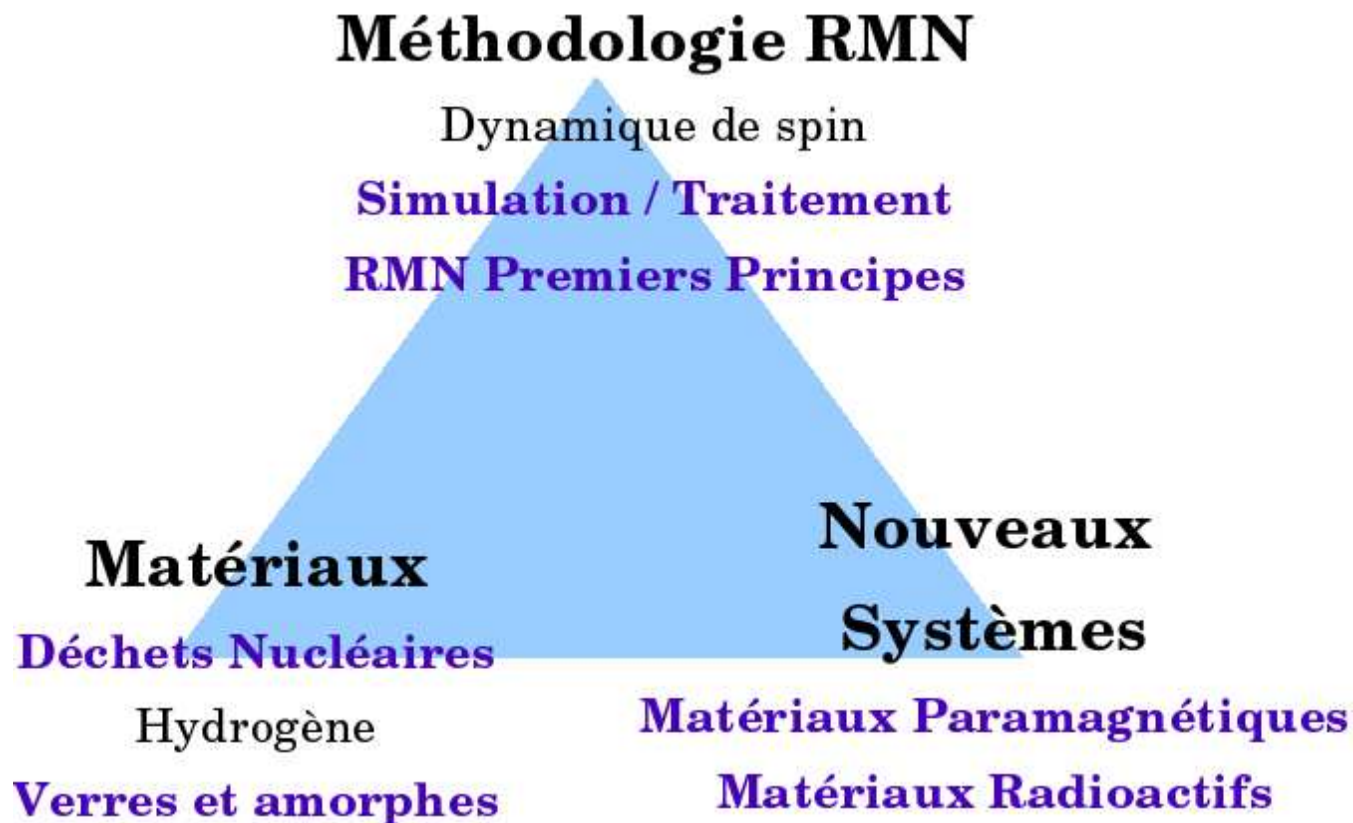 Méthodologie RMN
Dynamique de spin
Simulation / Traitement
RMN Premiers Principes
Matériaux
Déchets Nucléaires
Hydrogène
Verres et amorphes
Nouveaux
Systèmes
Matériaux Paramagnétiques
Matériaux Radioactifs